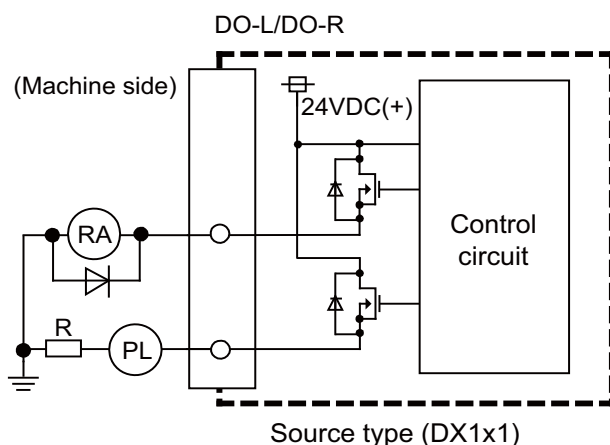 DO-L/DO-R
(Machine side)
24VDC(+)
RA
Control
circuit
R
PL
Source type (DX1x1)